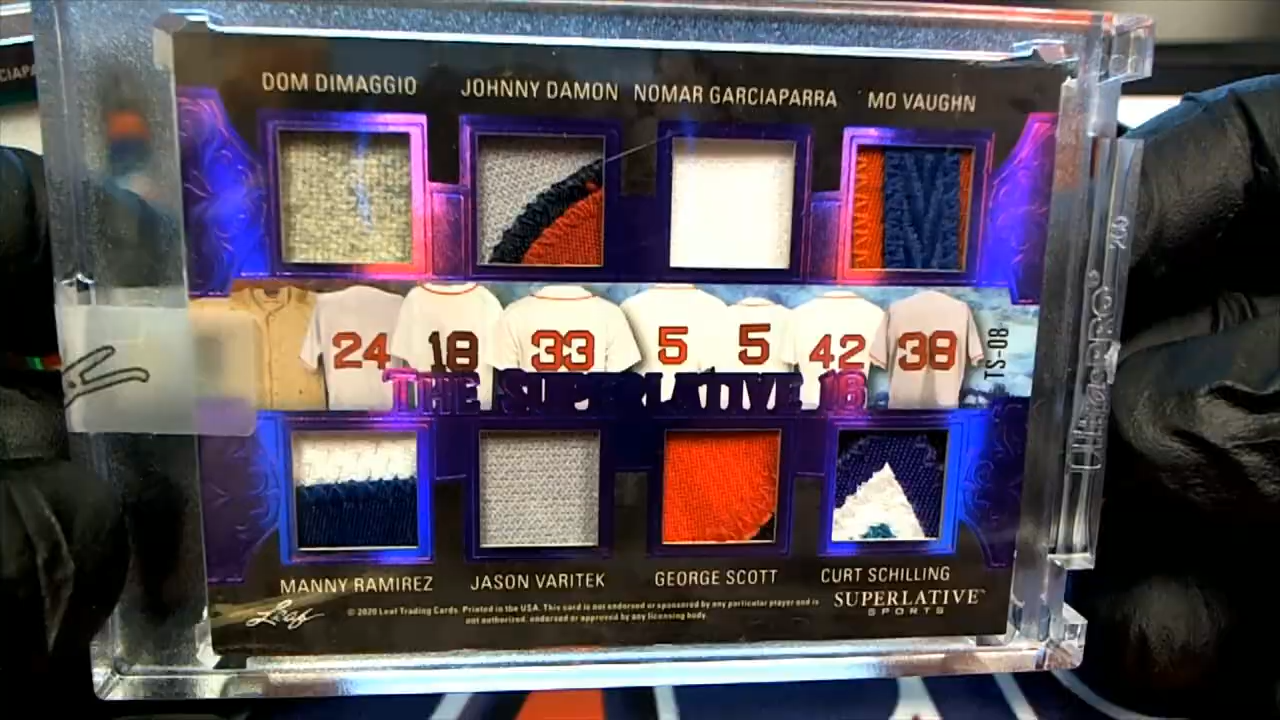 DOM DIMAGGIO JOHNNY DAMON NOMAR GARCIAPARRA MO VAUGHN
24 18 33 5 5 42 38
TS-08
THE SUPERLATIVE 16
MANNY RAMIREZ JASON VARITEK GEORGE SCOTT CURT SCHILLING
Leaf
© 2020 Leaf Trading Cards. Printed in the USA. This card is not endorsed or sponsored by any particular player and is
not authorized, endorsed or approved by any licensing body.
SUPERLATIVE
SPORTS
Ultra PRO